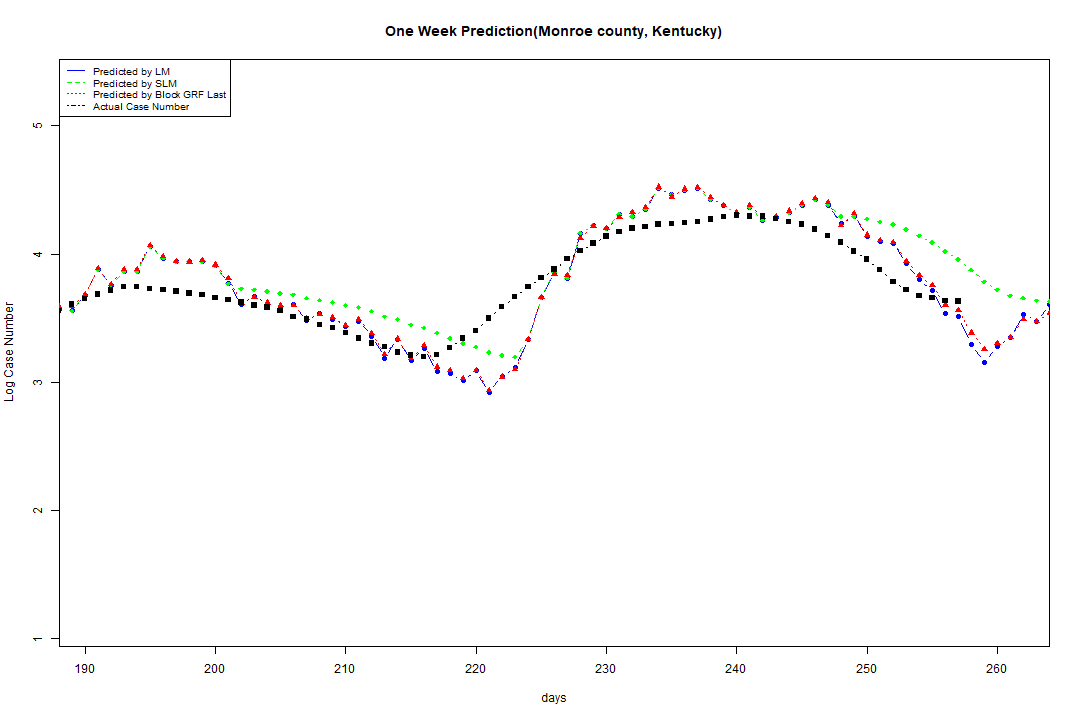 One Week Prediction(Monroe county, Kentucky)
Predicted by LM
Predicted by SLM
Predicted by Block GRF Last
Actual Case Number
5
4
3
2
1
Log Case Number
190 200 210 220 230 240 250 260
days